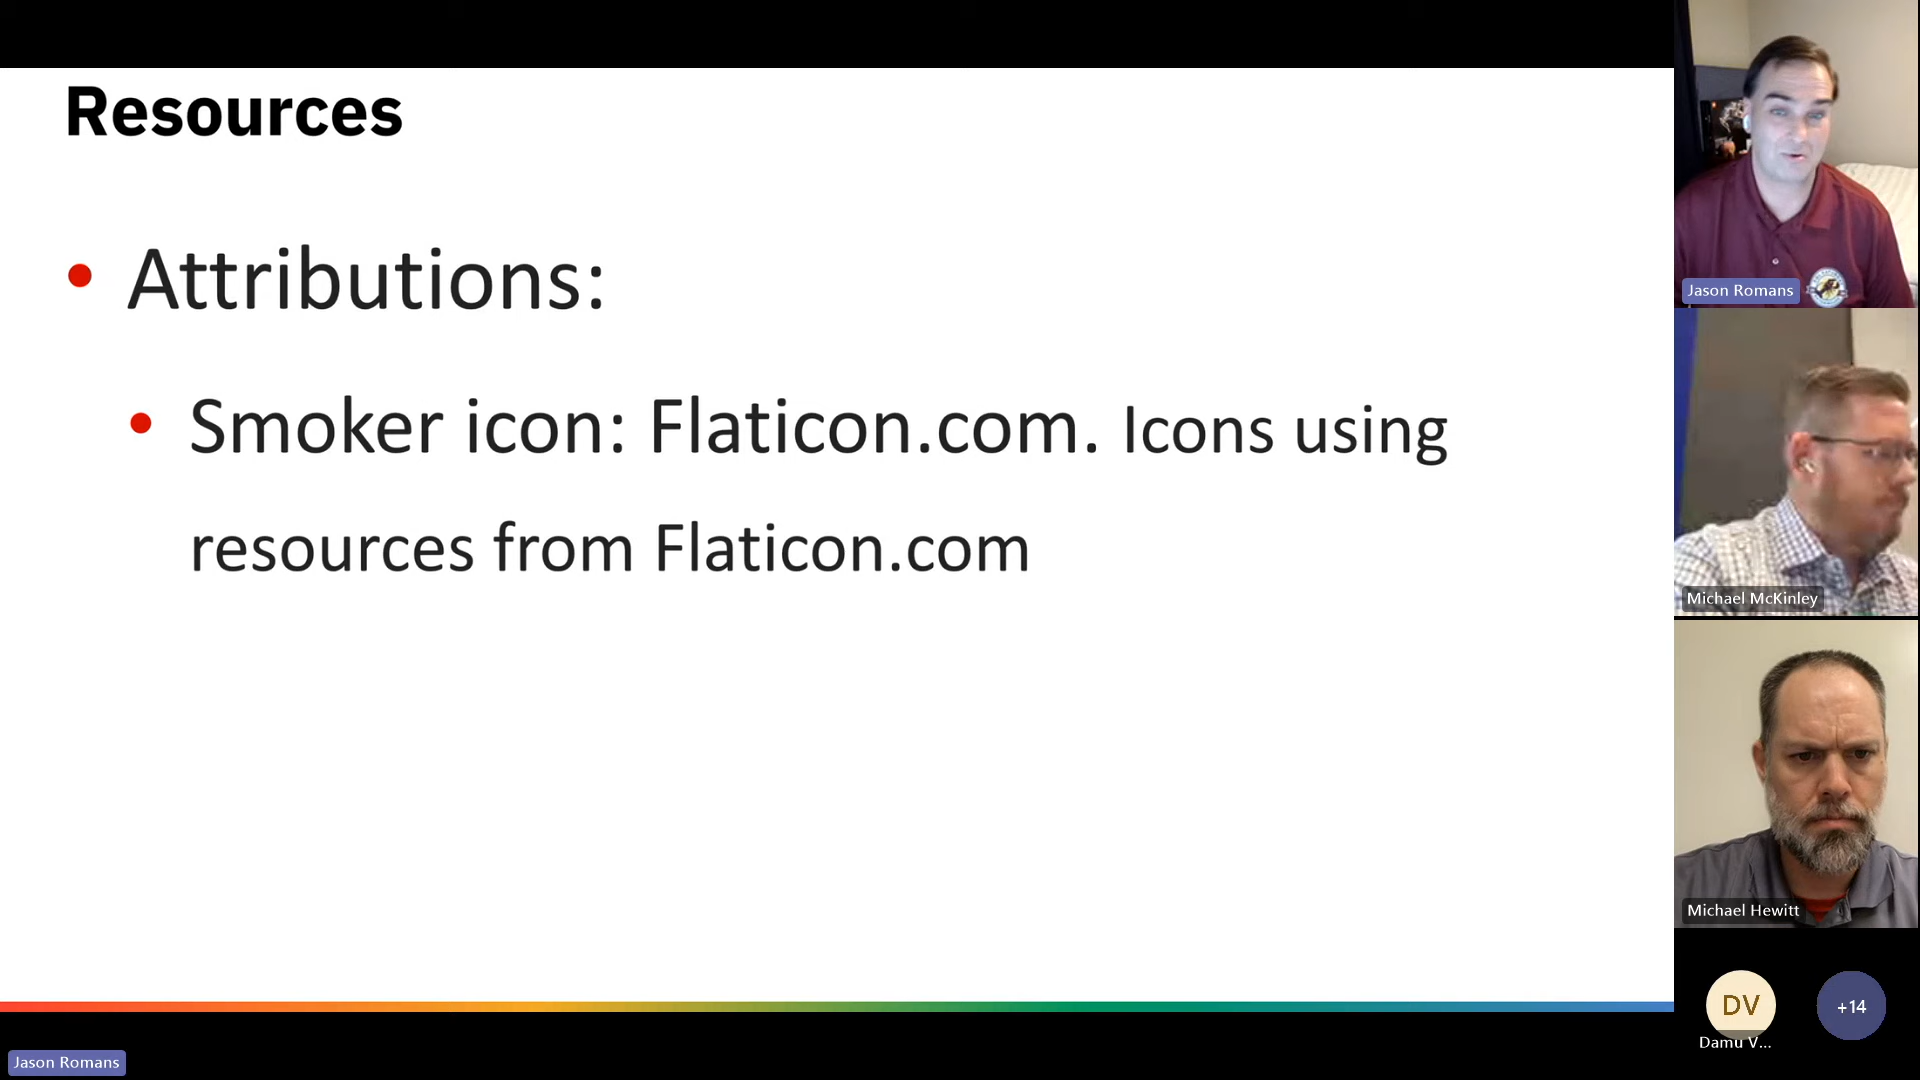 Resources
• Attributions:
• Smoker icon: Flaticon.com. Icons using
resources from Flaticon.com
Jason Romans
Michael McKinley
Michael Hewitt
DV
+14
Damu V...
Jason Romans